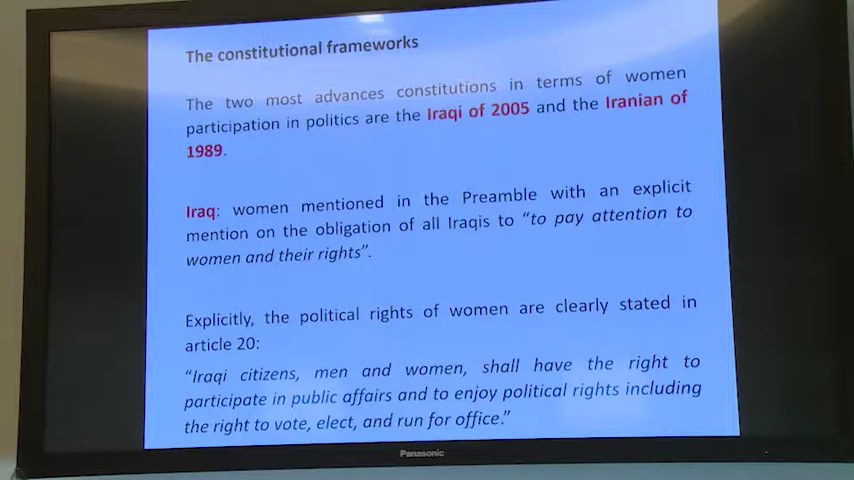 The constitutional frameworks
The two most advances constitutions in terms of women
participation in politics are the Iraqi of 2005 and the Iranian of
1989.
Iraq: women mentioned in the Preamble with an explicit
mention on the obligation of all Iraqis to “to pay attention to
women and their rights”.
Explicitly, the political rights of women are clearly stated in
article 20:
“Iraqi citizens, men and women, shall have the right to
participate in public affairs and to enjoy political rights including
the right to vote, elect, and run for office.”
Panasonic